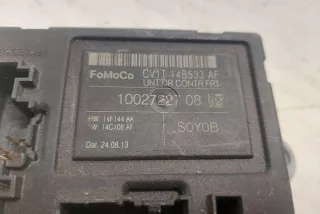 FoMoCo CV1T 14B533 AF
UNIT DR CONTR FRT
10027227 08
HW: 14F144 AA
SW: 14C108 AF
SOYOB
Dat. 24.08.13